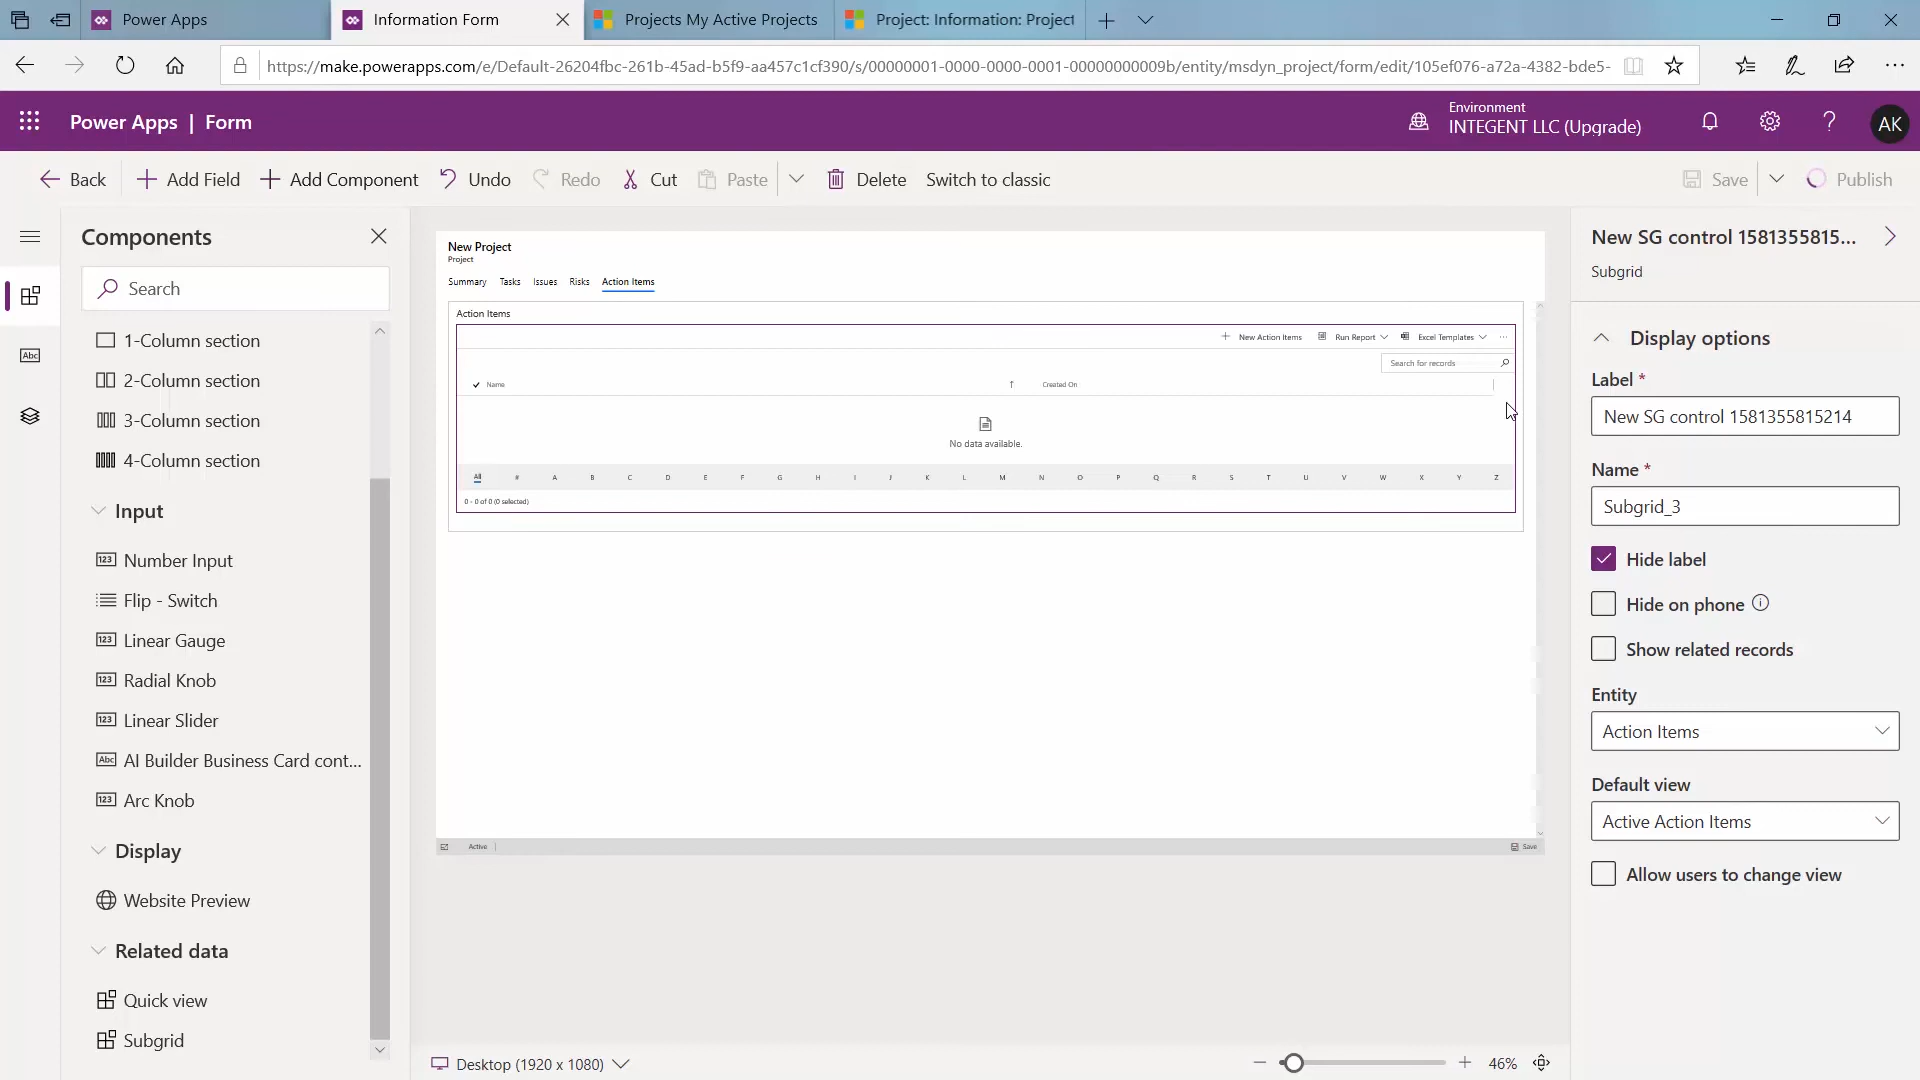 Power Apps
Information Form
Projects My Active Projects
Project: Information: Project
https://make.powerapps.com/e/Default-26204fbc-261b-45ad-b5f9-aa457c1cf390/s/00000001-0000-0000-0001-00000000009b/entity/msdyn_project/form/edit/105ef076-a72a-4382-bde5-
Power Apps | Form
Environment
INTEGENT LLC (Upgrade)
AK
Back
Add Field
Add Component
Undo
Redo
Cut
Paste
Delete
Switch to classic
Save
Publish
Components
Search
1-Column section
2-Column section
3-Column section
4-Column section
Input
123 Number Input
Flip - Switch
123 Linear Gauge
123 Radial Knob
123 Linear Slider
Abc AI Builder Business Card cont...
123 Arc Knob
Display
Website Preview
Related data
Quick view
Subgrid
Abc
New Project
Project
Summary Tasks Issues Risks Action Items
Action Items
New Action Items Run Report Excel Templates ...
Search for records
Name Created On
No data available.
All # A B C D E F G H I J K L M N O P Q R S T U V W X Y Z
0 - 0 of 0 (0 selected)
Active
Save
Desktop (1920 x 1080)
46%
New SG control 1581355815...
Subgrid
Display options
Label *
New SG control 1581355815214
Name *
Subgrid_3
Hide label
Hide on phone
Show related records
Entity
Action Items
Default view
Active Action Items
Allow users to change view